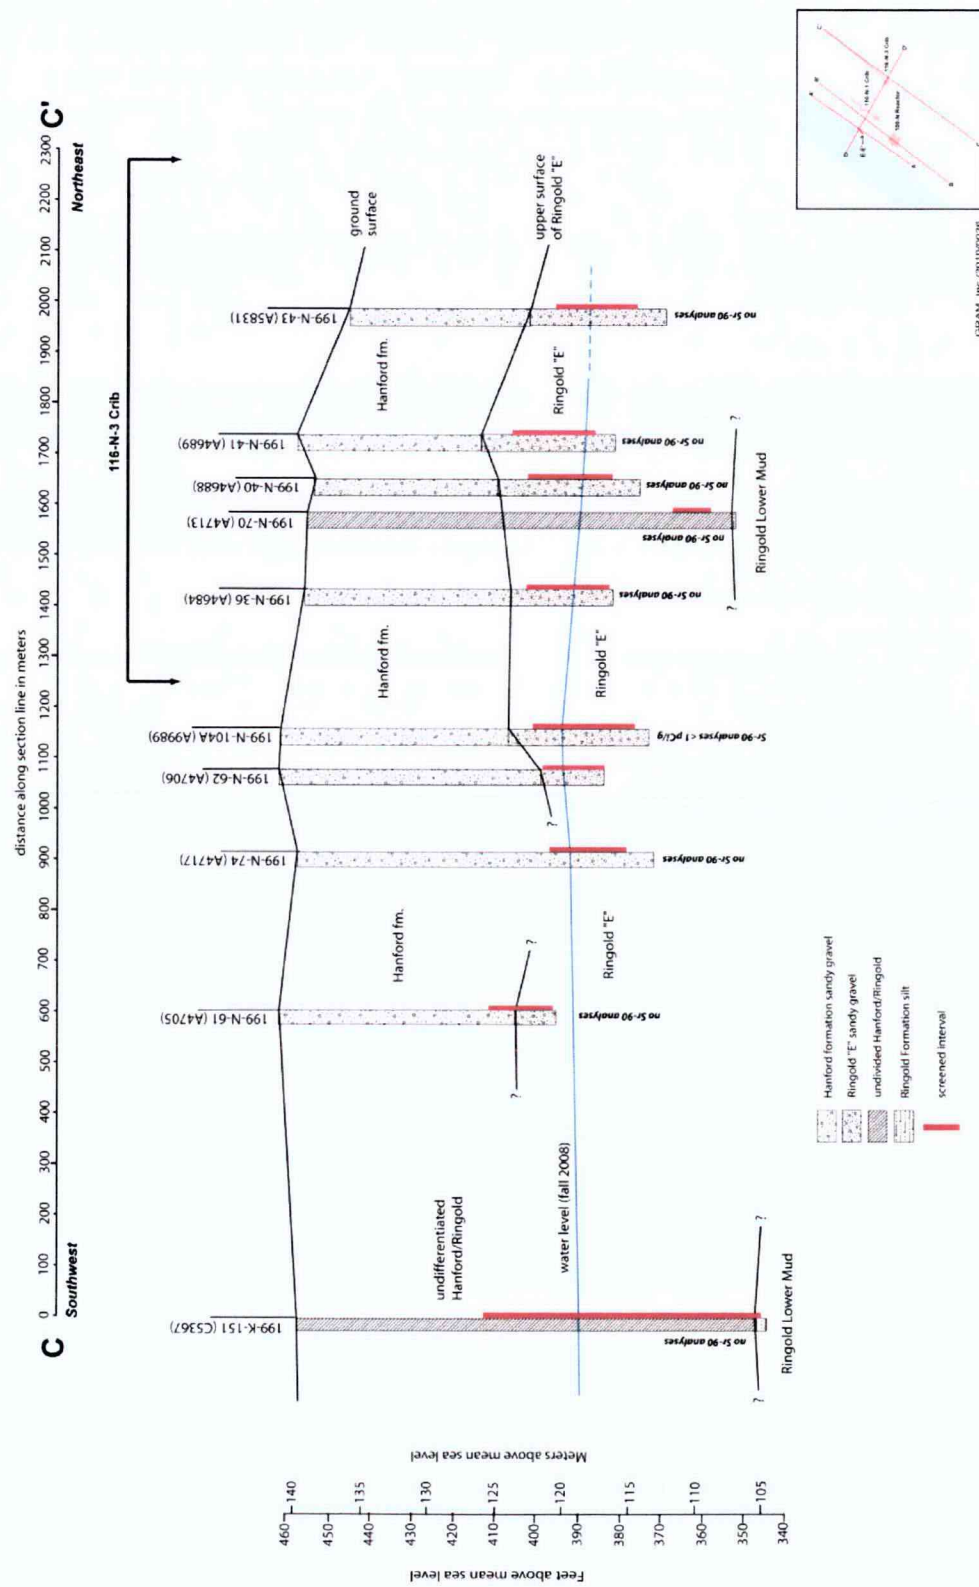 C
C'
Southwest
Northeast
distance along section line in meters
0
100
200
300
400
500
600
700
800
900
1000
1100
1200
1300
1400
1500
1600
1700
1800
1900
2000
2100
2200
2300
116-N-3 Crib
199-K-151 (C5367)
199-N-61 (A4705)
199-N-74 (A4717)
199-N-62 (A4706)
199-N-104A (A9989)
199-N-36 (A4684)
199-N-70 (A4713)
199-N-40 (A4688)
199-N-41 (A4689)
199-N-43 (A5831)
ground
surface
upper surface
of Ringold "E"
undifferentiated
Hanford/Ringold
Hanford fm.
Hanford fm.
Hanford fm.
water level (fall 2008)
Ringold "E"
Ringold "E"
Ringold "E"
?
?
?
?
?
?
?
no Sr-90 analyses
no Sr-90 analyses
no Sr-90 analyses
Sr-90 analyses < 1 pCi/g
no Sr-90 analyses
no Sr-90 analyses
no Sr-90 analyses
no Sr-90 analyses
no Sr-90 analyses
Ringold Lower Mud
Ringold Lower Mud
Feet above mean sea level
460
450
440
430
420
410
400
390
380
370
360
350
340
Meters above mean sea level
140
135
130
125
120
115
110
105
Hanford formation sandy gravel
Ringold "E" sandy gravel
undivided Hanford/Ringold
Ringold Formation silt
screened interval
116-N-1 Crib
116-N-3 Crib